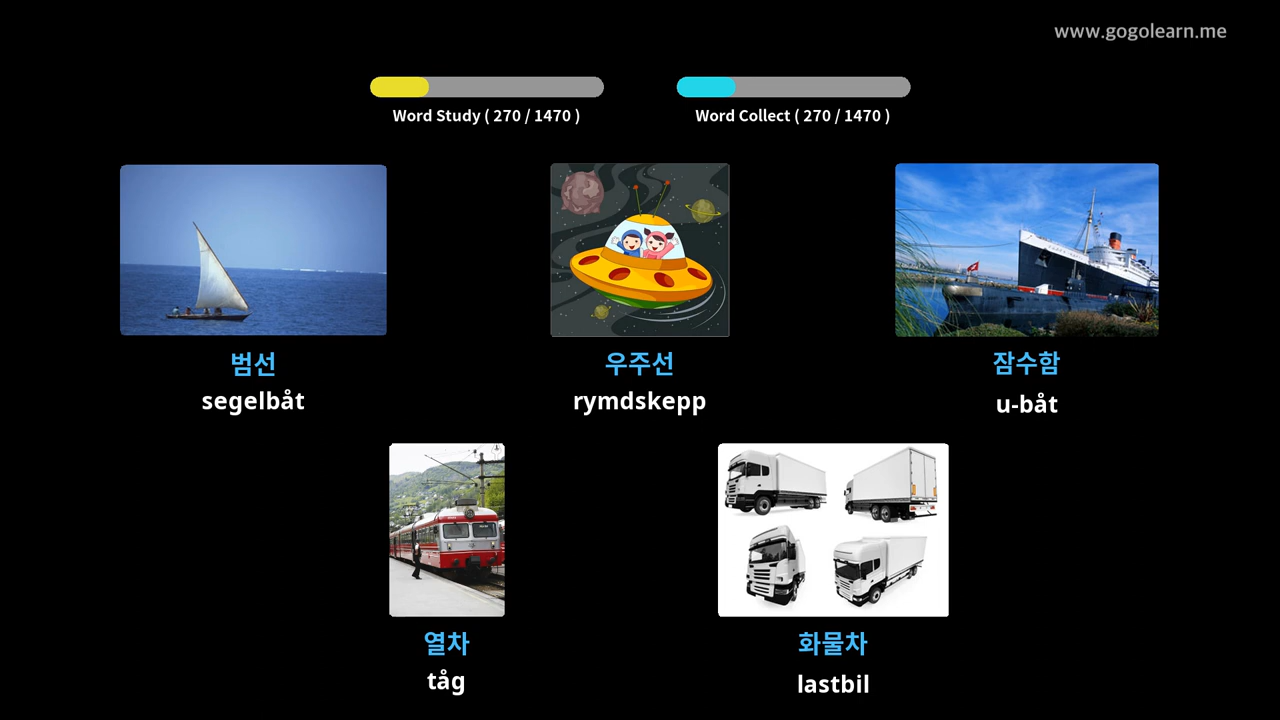 www.gogolearn.me
Word Study ( 270 / 1470 )
Word Collect ( 270 / 1470 )
범선
segelbåt
우주선
rymdskepp
잠수함
u-båt
열차
tåg
화물차
lastbil